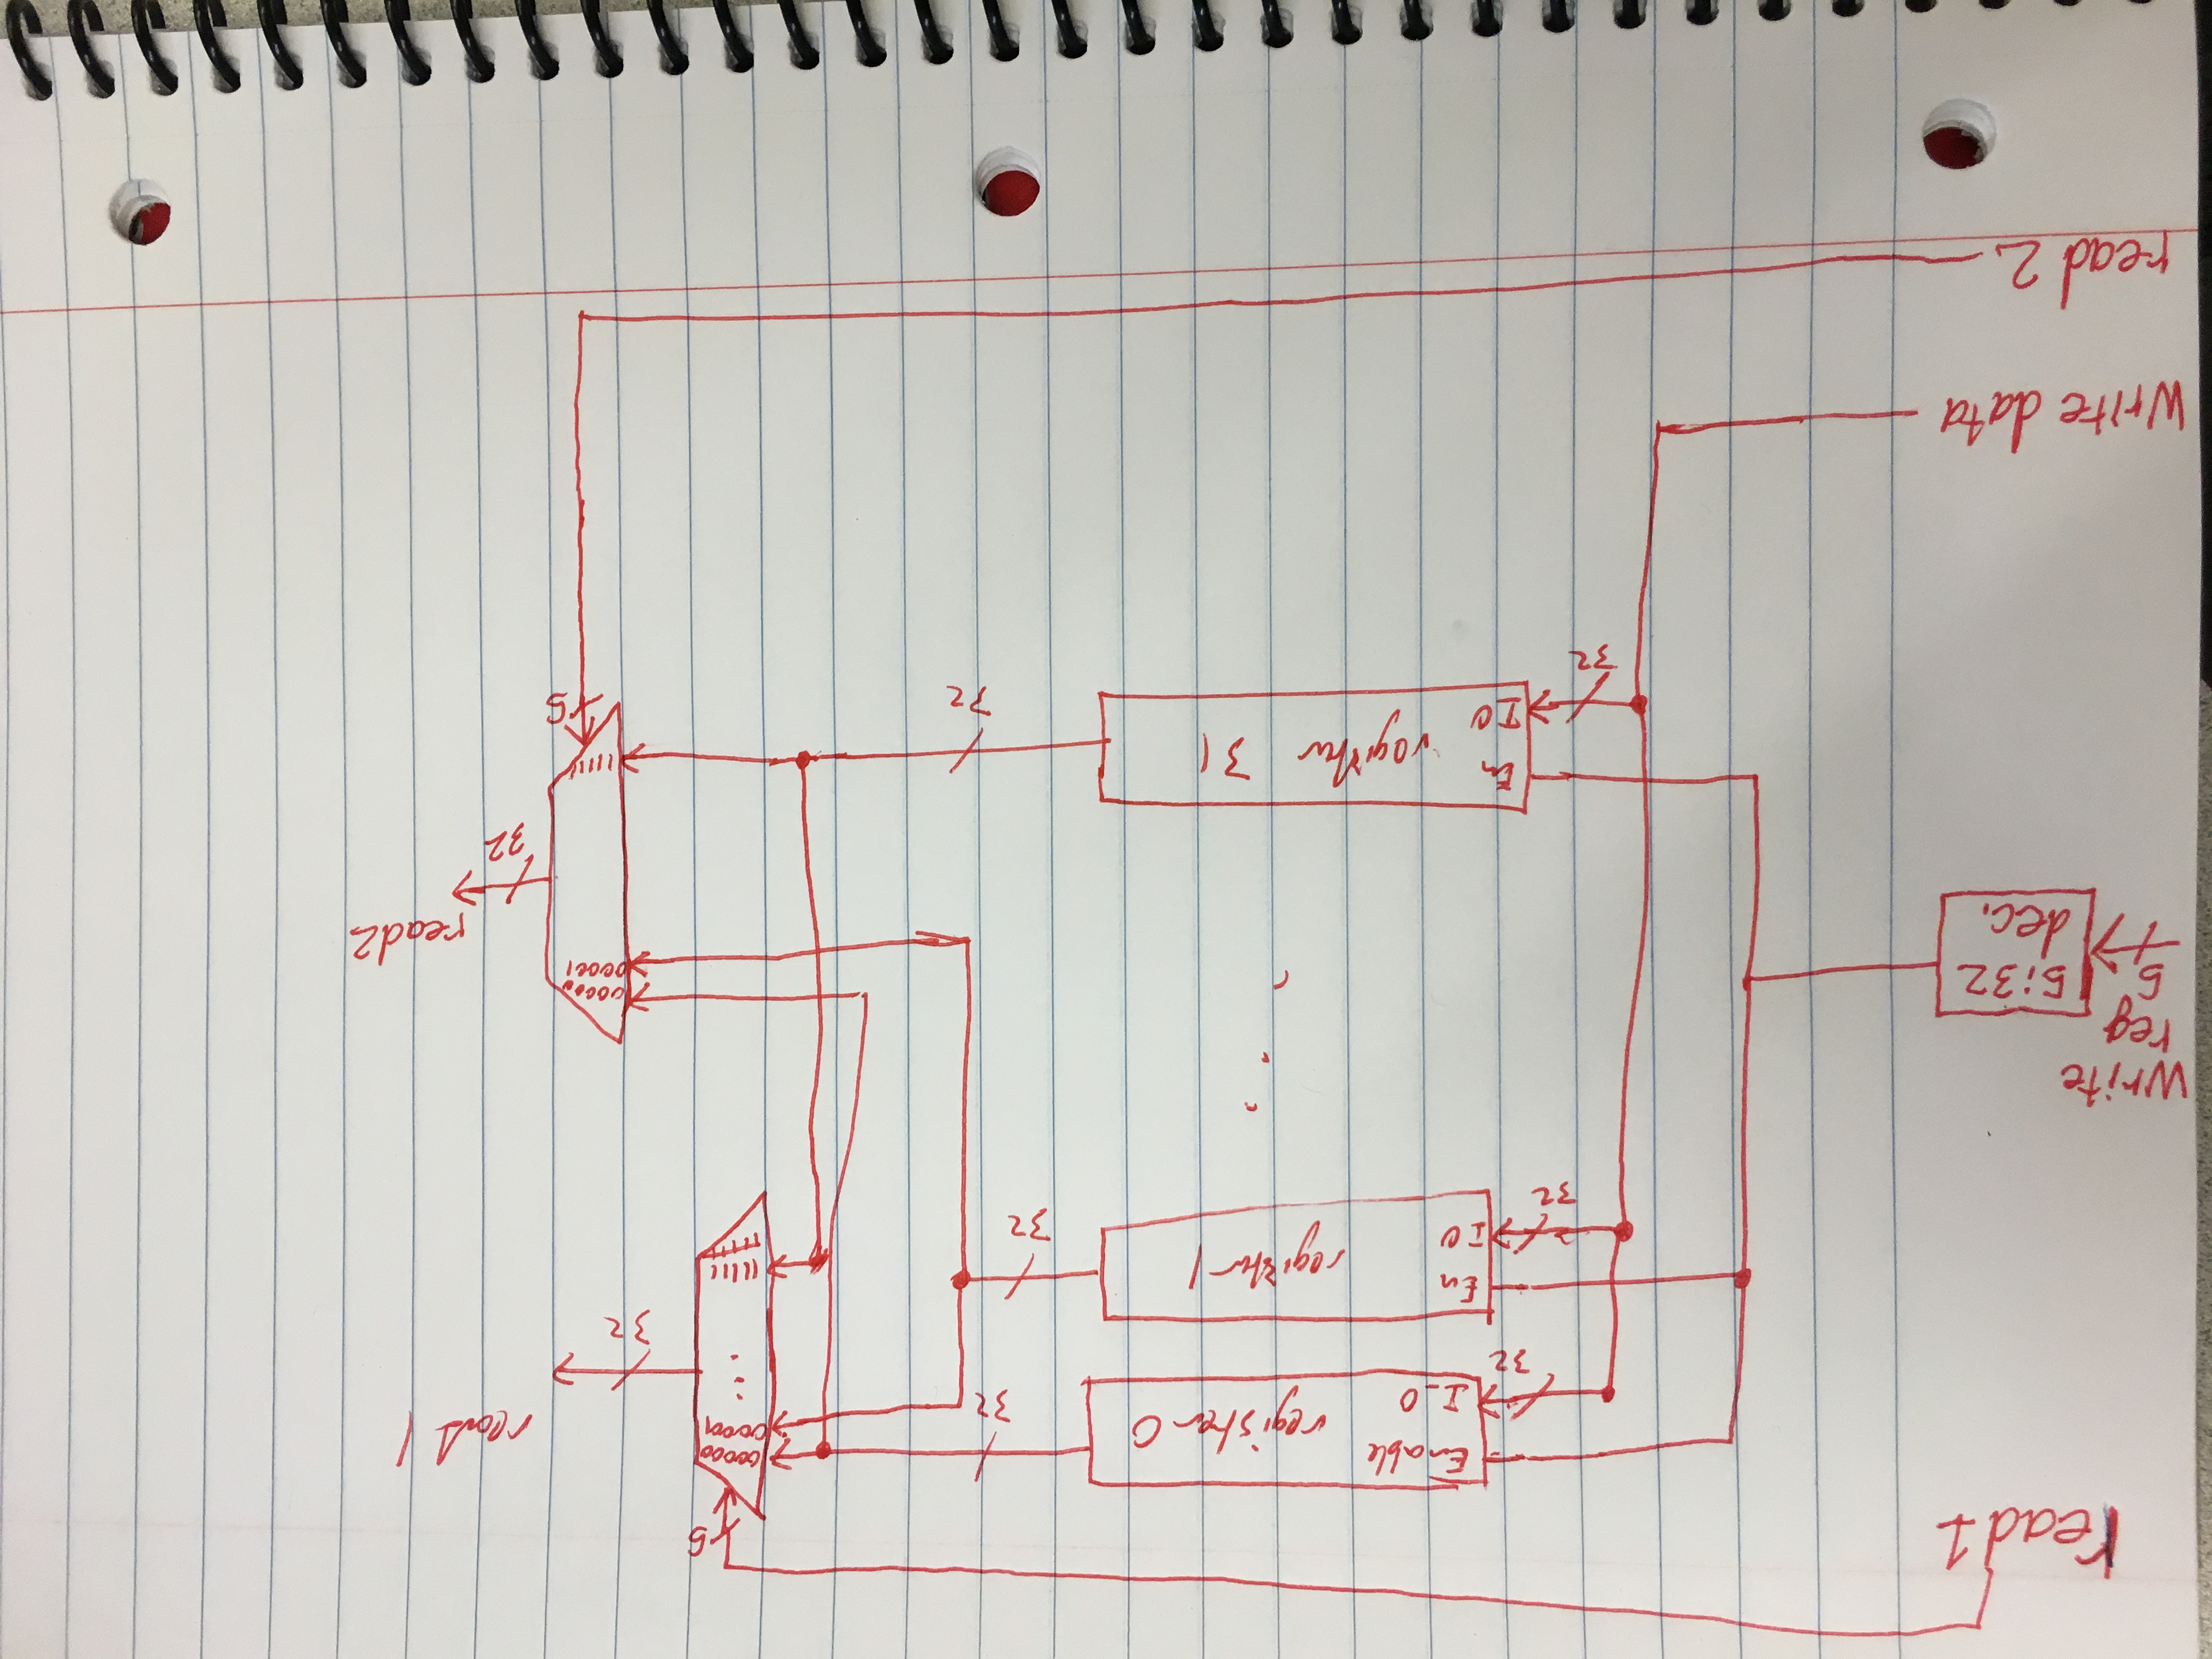 read1
5
00000
00001
11111
32
read 1
Enable
register 0
I_0
32
32
En
register 1
I0
32
32
write
reg
5
5:32
dec.
00000
00001
11111
32
read2
5
En
register 31
I0
32
32
write data
read 2